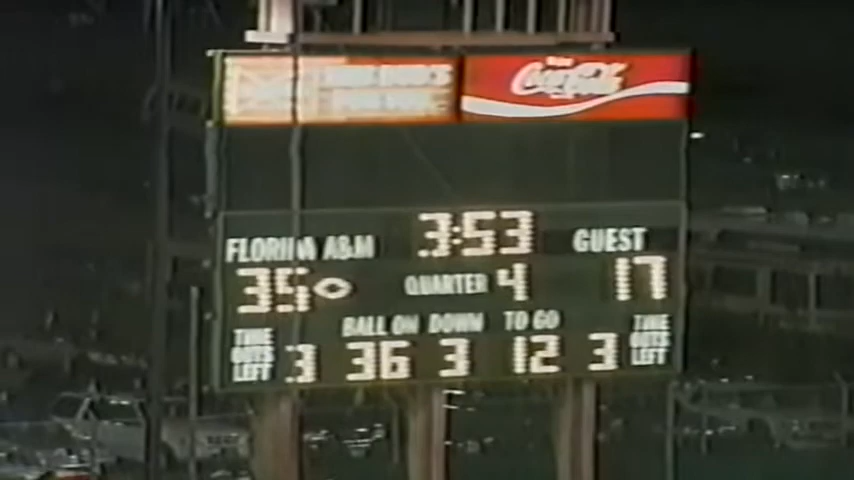 Coca-Cola
3:53
FLORIDA A&M GUEST
35 QUARTER 4 17
TIME OUTS LEFT BALL ON DOWN TO GO TIME OUTS LEFT
3 36 3 12 3